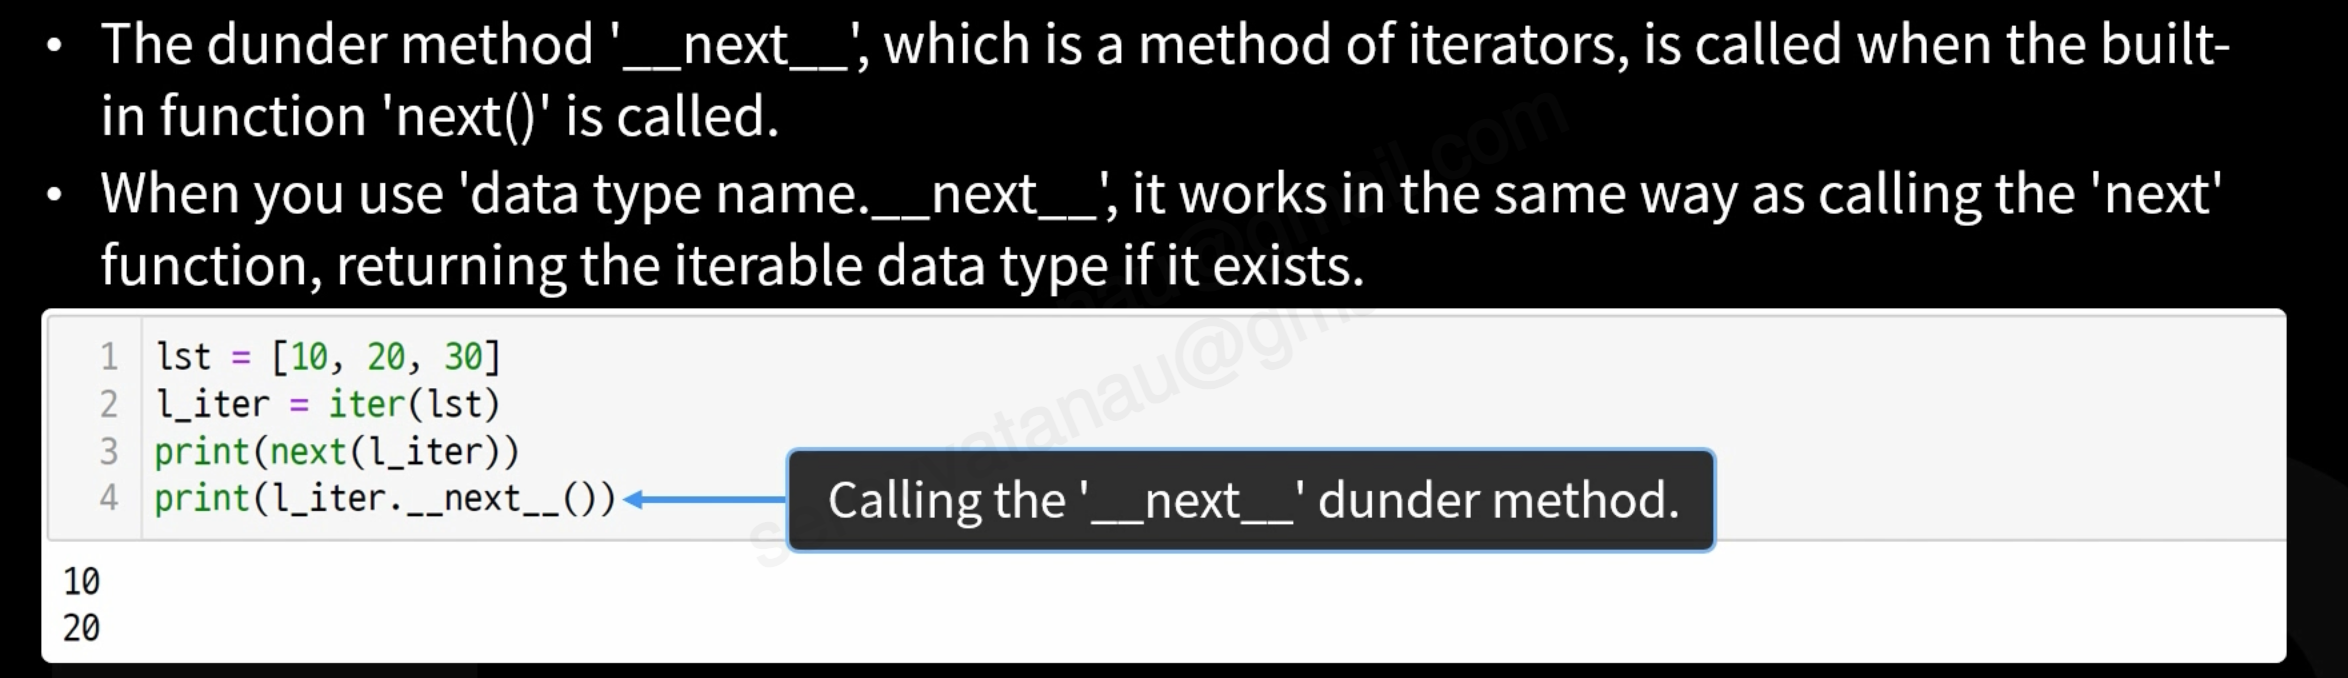 • The dunder method '__next__', which is a method of iterators, is called when the built-
in function 'next()' is called.
• When you use 'data type name.__next__', it works in the same way as calling the 'next'
function, returning the iterable data type if it exists.
1 lst = [10, 20, 30]
2 l_iter = iter(lst)
3 print(next(l_iter))
4 print(l_iter.__next__())
Calling the '__next__' dunder method.
10
20